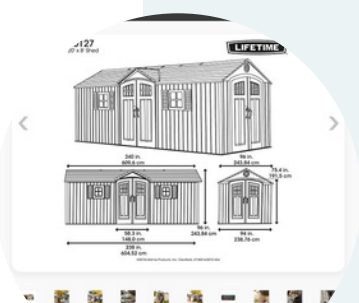 LIFETIME
20' x 8' Shed
240 in.
609,6 cm
96 in.
243,84 cm
75.4 in.
191,5 cm
96 in.
243,84 cm
58.3 in.
148,0 cm
94 in.
238,76 cm
238 in.
604,52 cm